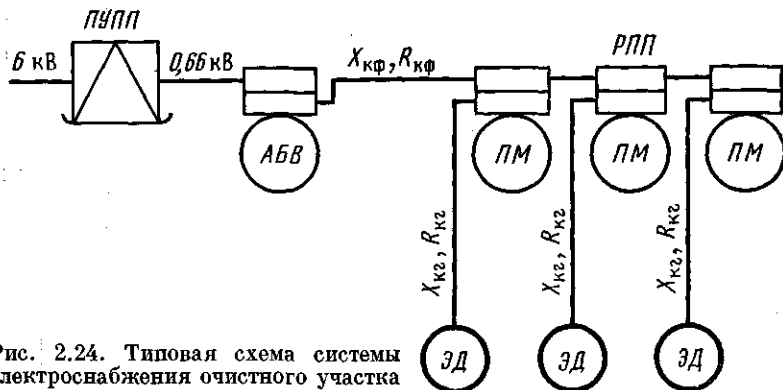 ПУПП
6 кВ
0,66 кВ
Xкф, Rкф
РПП
АБВ
ПМ
ПМ
ПМ
Xкг, Rкг
Xкг, Rкг
Xкг, Rкг
ЭД
ЭД
ЭД
Рис. 2.24. Типовая схема системы
электроснабжения очистного участка